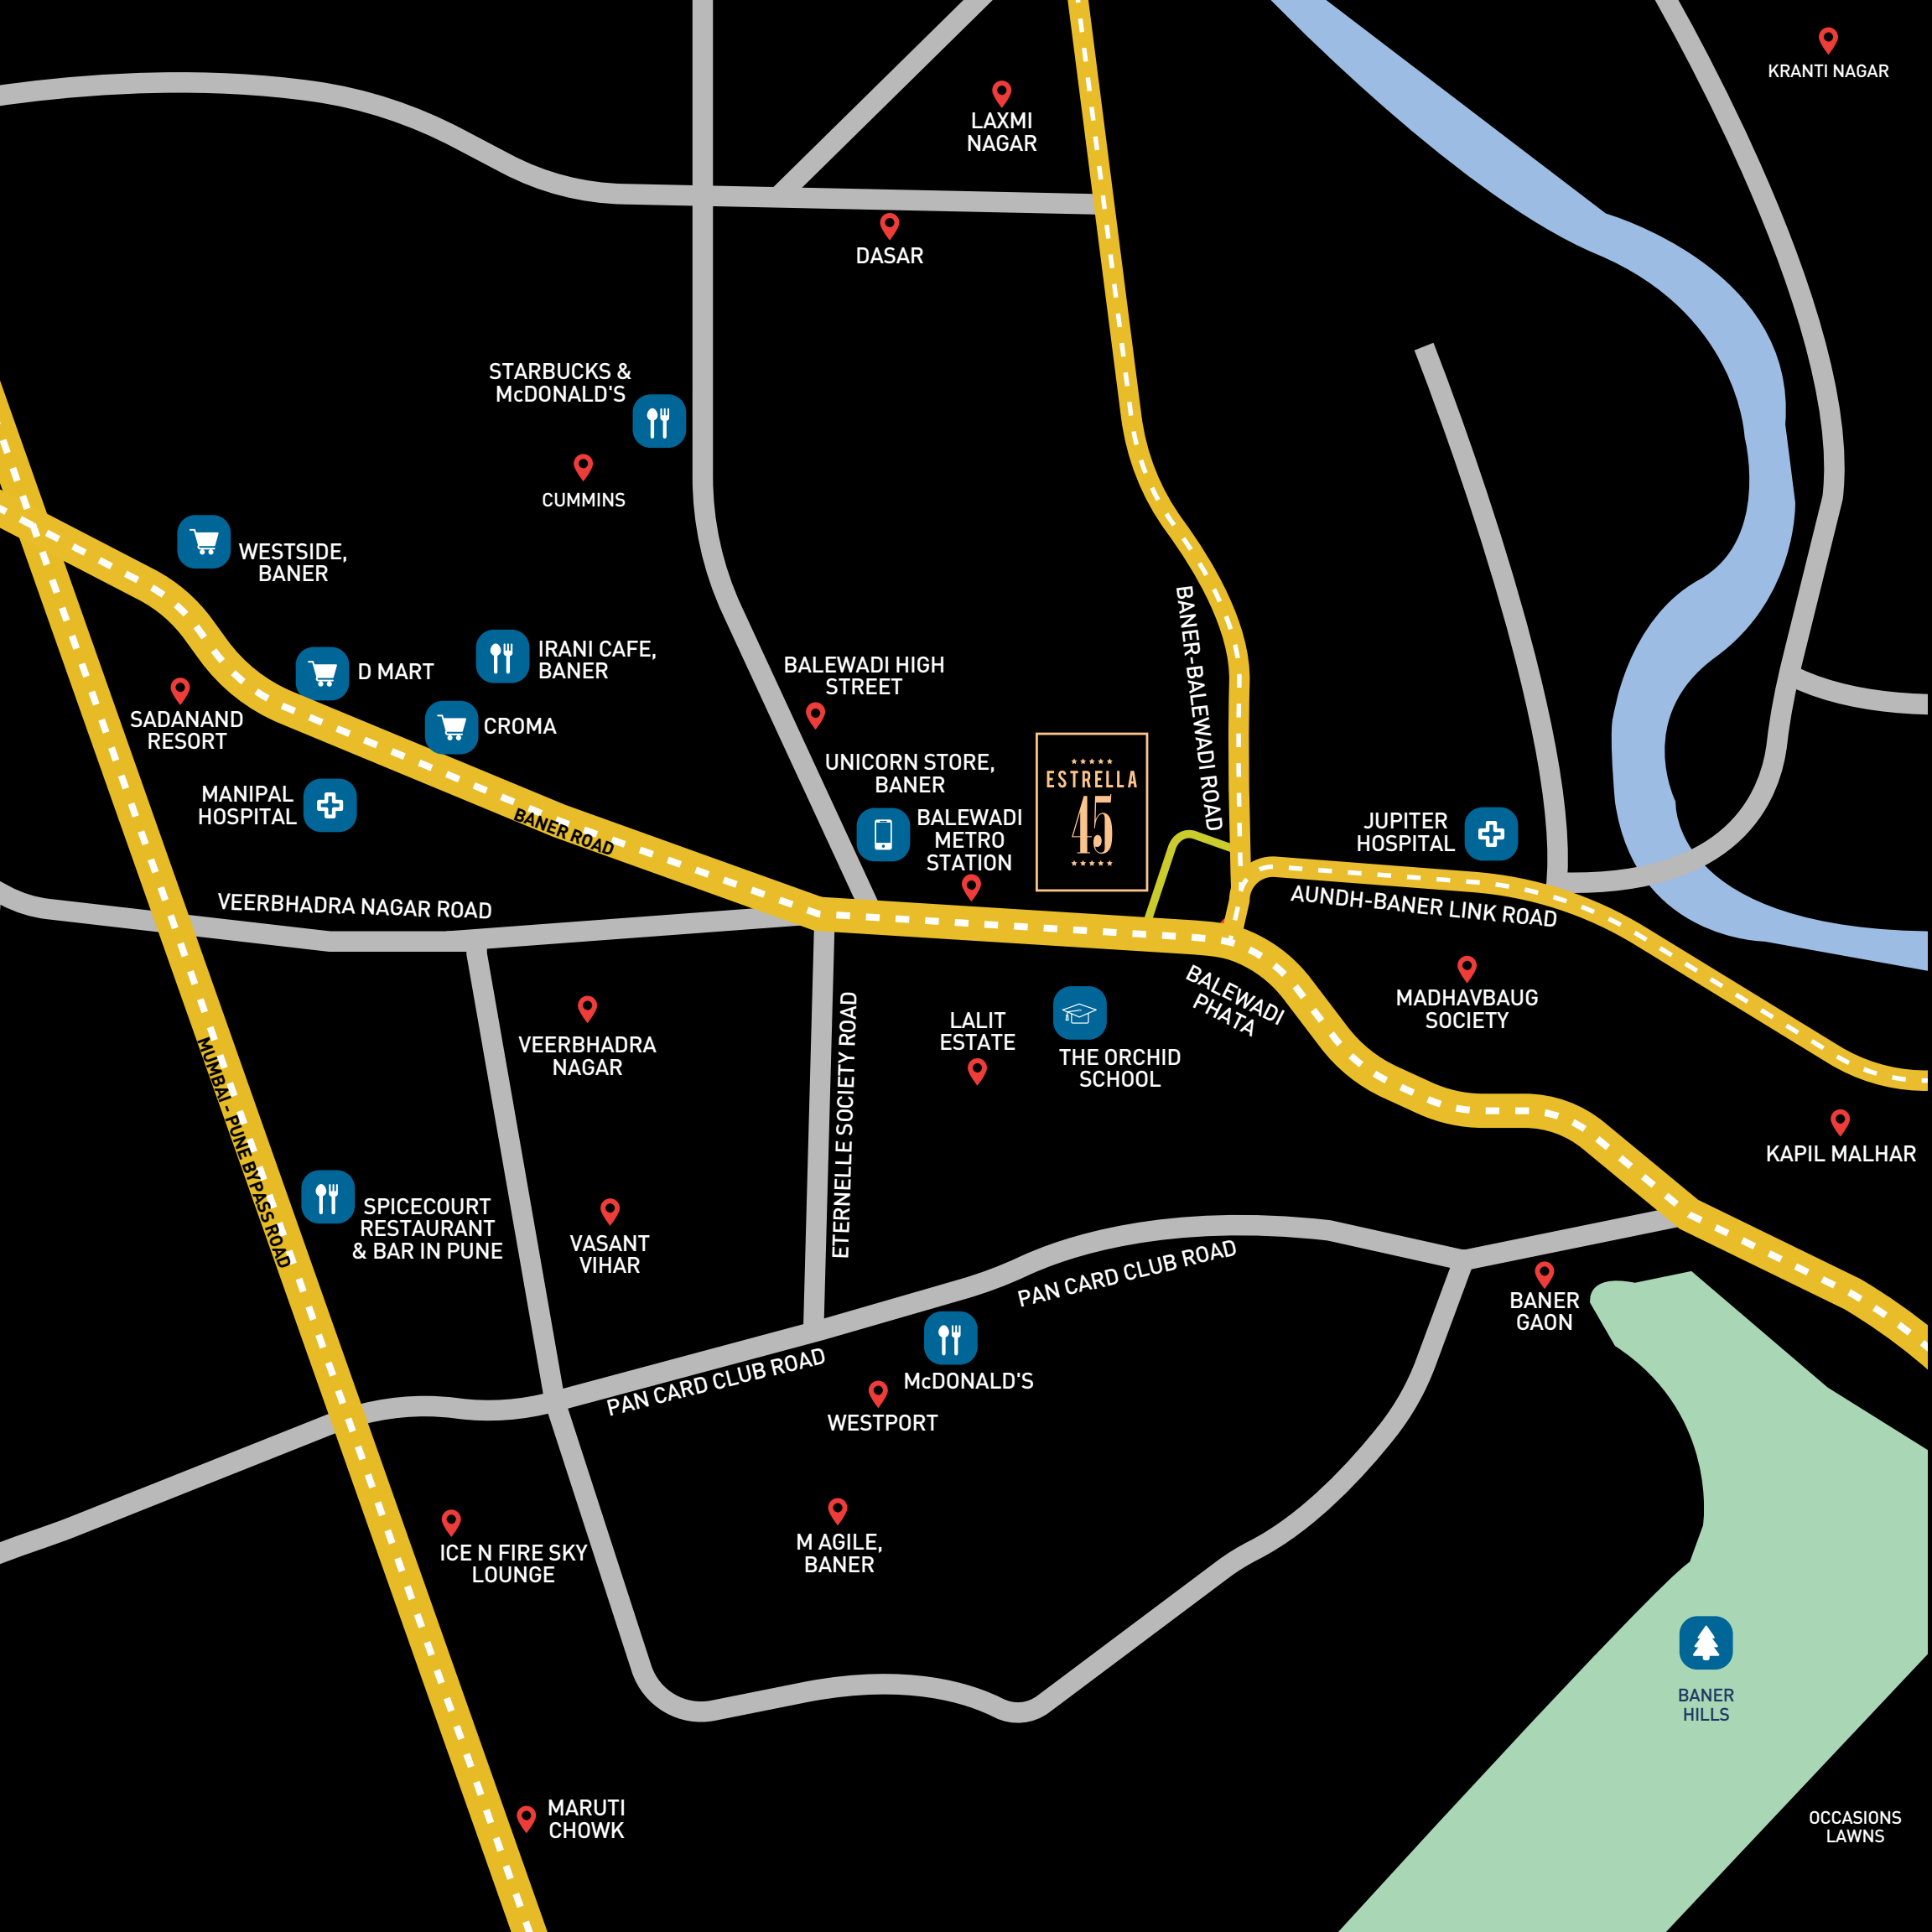 KRANTI NAGAR
LAXMI
NAGAR
DASAR
STARBUCKS &
McDONALD'S
CUMMINS
WESTSIDE,
BANER
IRANI CAFE,
BANER
D MART
CROMA
SADANAND
RESORT
BALEWADI HIGH
STREET
BANER-BALEWADI ROAD
UNICORN STORE,
BANER
ESTRELLA
45
MANIPAL
HOSPITAL
BANER ROAD
BALEWADI
METRO
STATION
JUPITER
HOSPITAL
VEERBHADRA NAGAR ROAD
AUNDH-BANER LINK ROAD
BALEWADI
PHATA
MADHAVBAUG
SOCIETY
VEERBHADRA
NAGAR
ETERNELLE SOCIETY ROAD
LALIT
ESTATE
THE ORCHID
SCHOOL
MUMBAI - PUNE BYPASS ROAD
KAPIL MALHAR
SPICECOURT
RESTAURANT
& BAR IN PUNE
VASANT
VIHAR
PAN CARD CLUB ROAD
BANER
GAON
PAN CARD CLUB ROAD
McDONALD'S
WESTPORT
ICE N FIRE SKY
LOUNGE
M AGILE,
BANER
BANER
HILLS
MARUTI
CHOWK
OCCASIONS
LAWNS